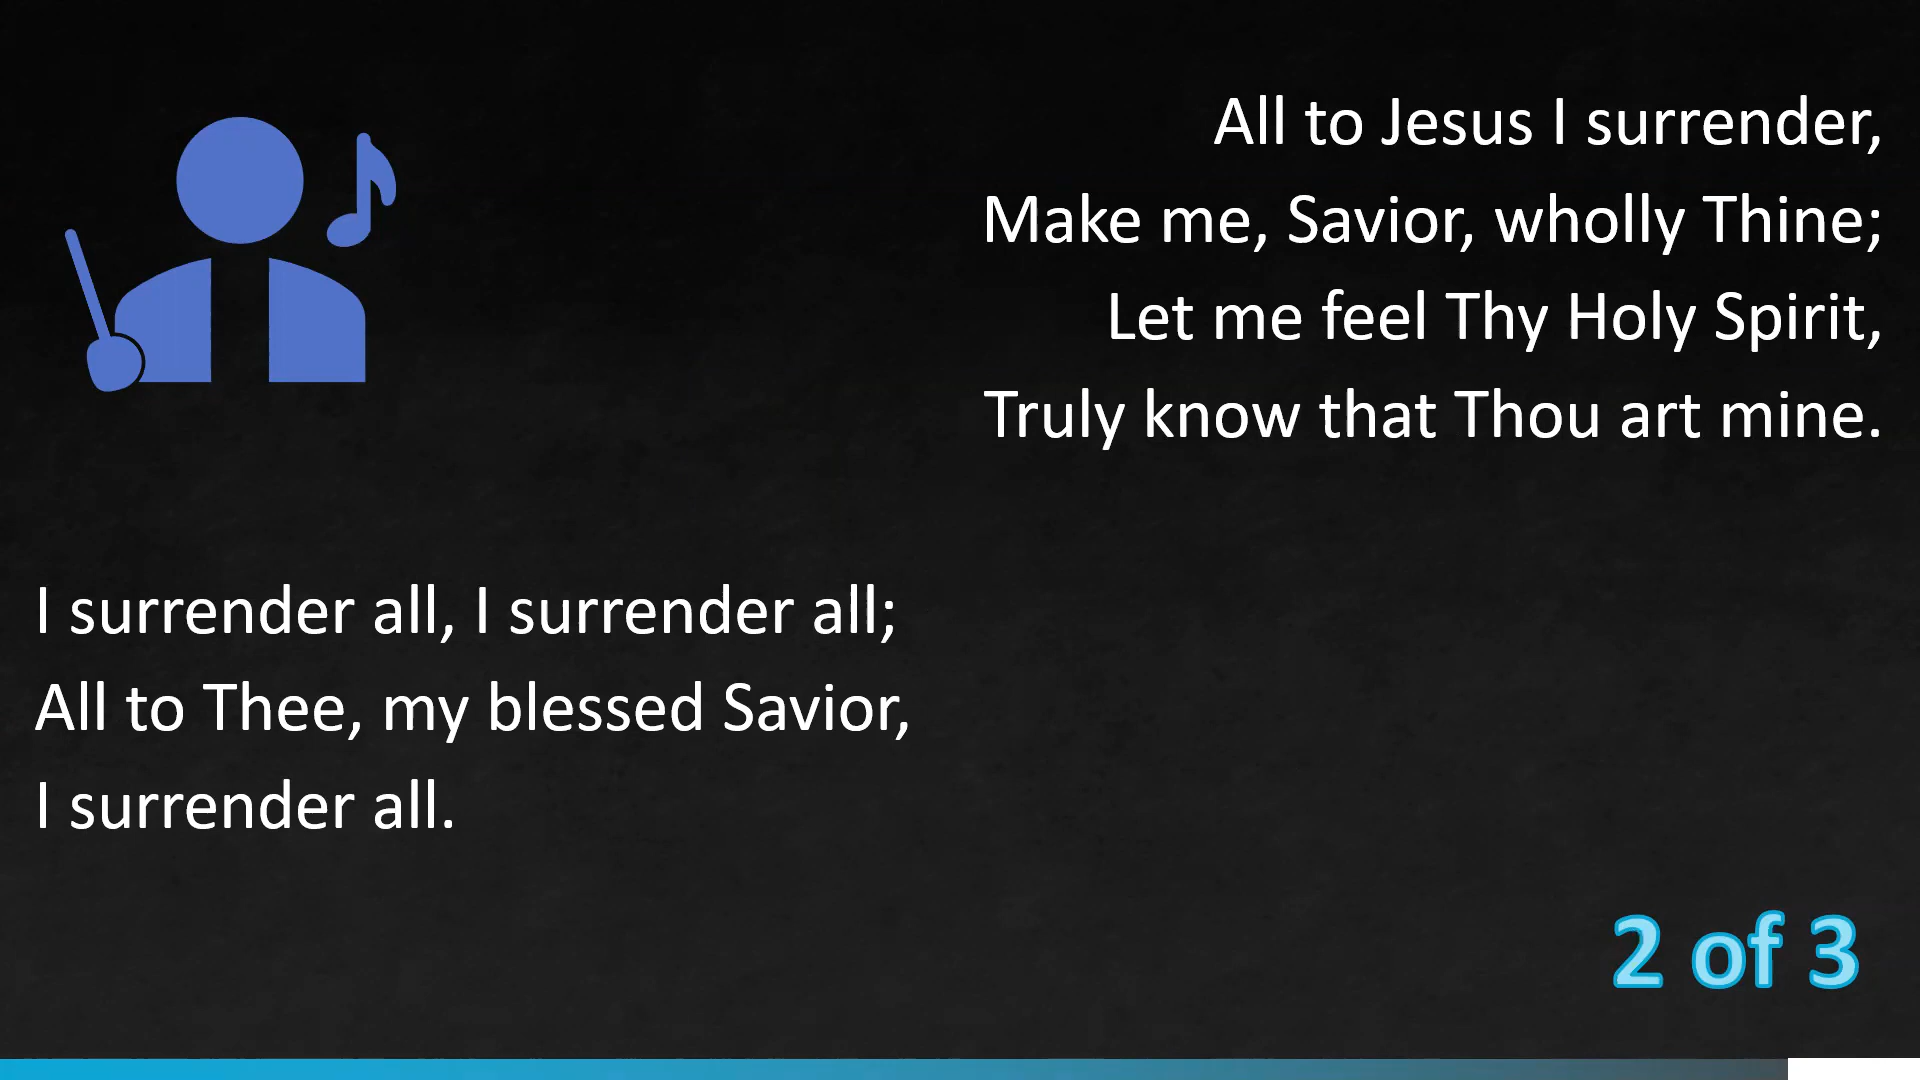 All to Jesus I surrender,
Make me, Savior, wholly Thine;
Let me feel Thy Holy Spirit,
Truly know that Thou art mine.
I surrender all, I surrender all;
All to Thee, my blessed Savior,
I surrender all.
2 of 3